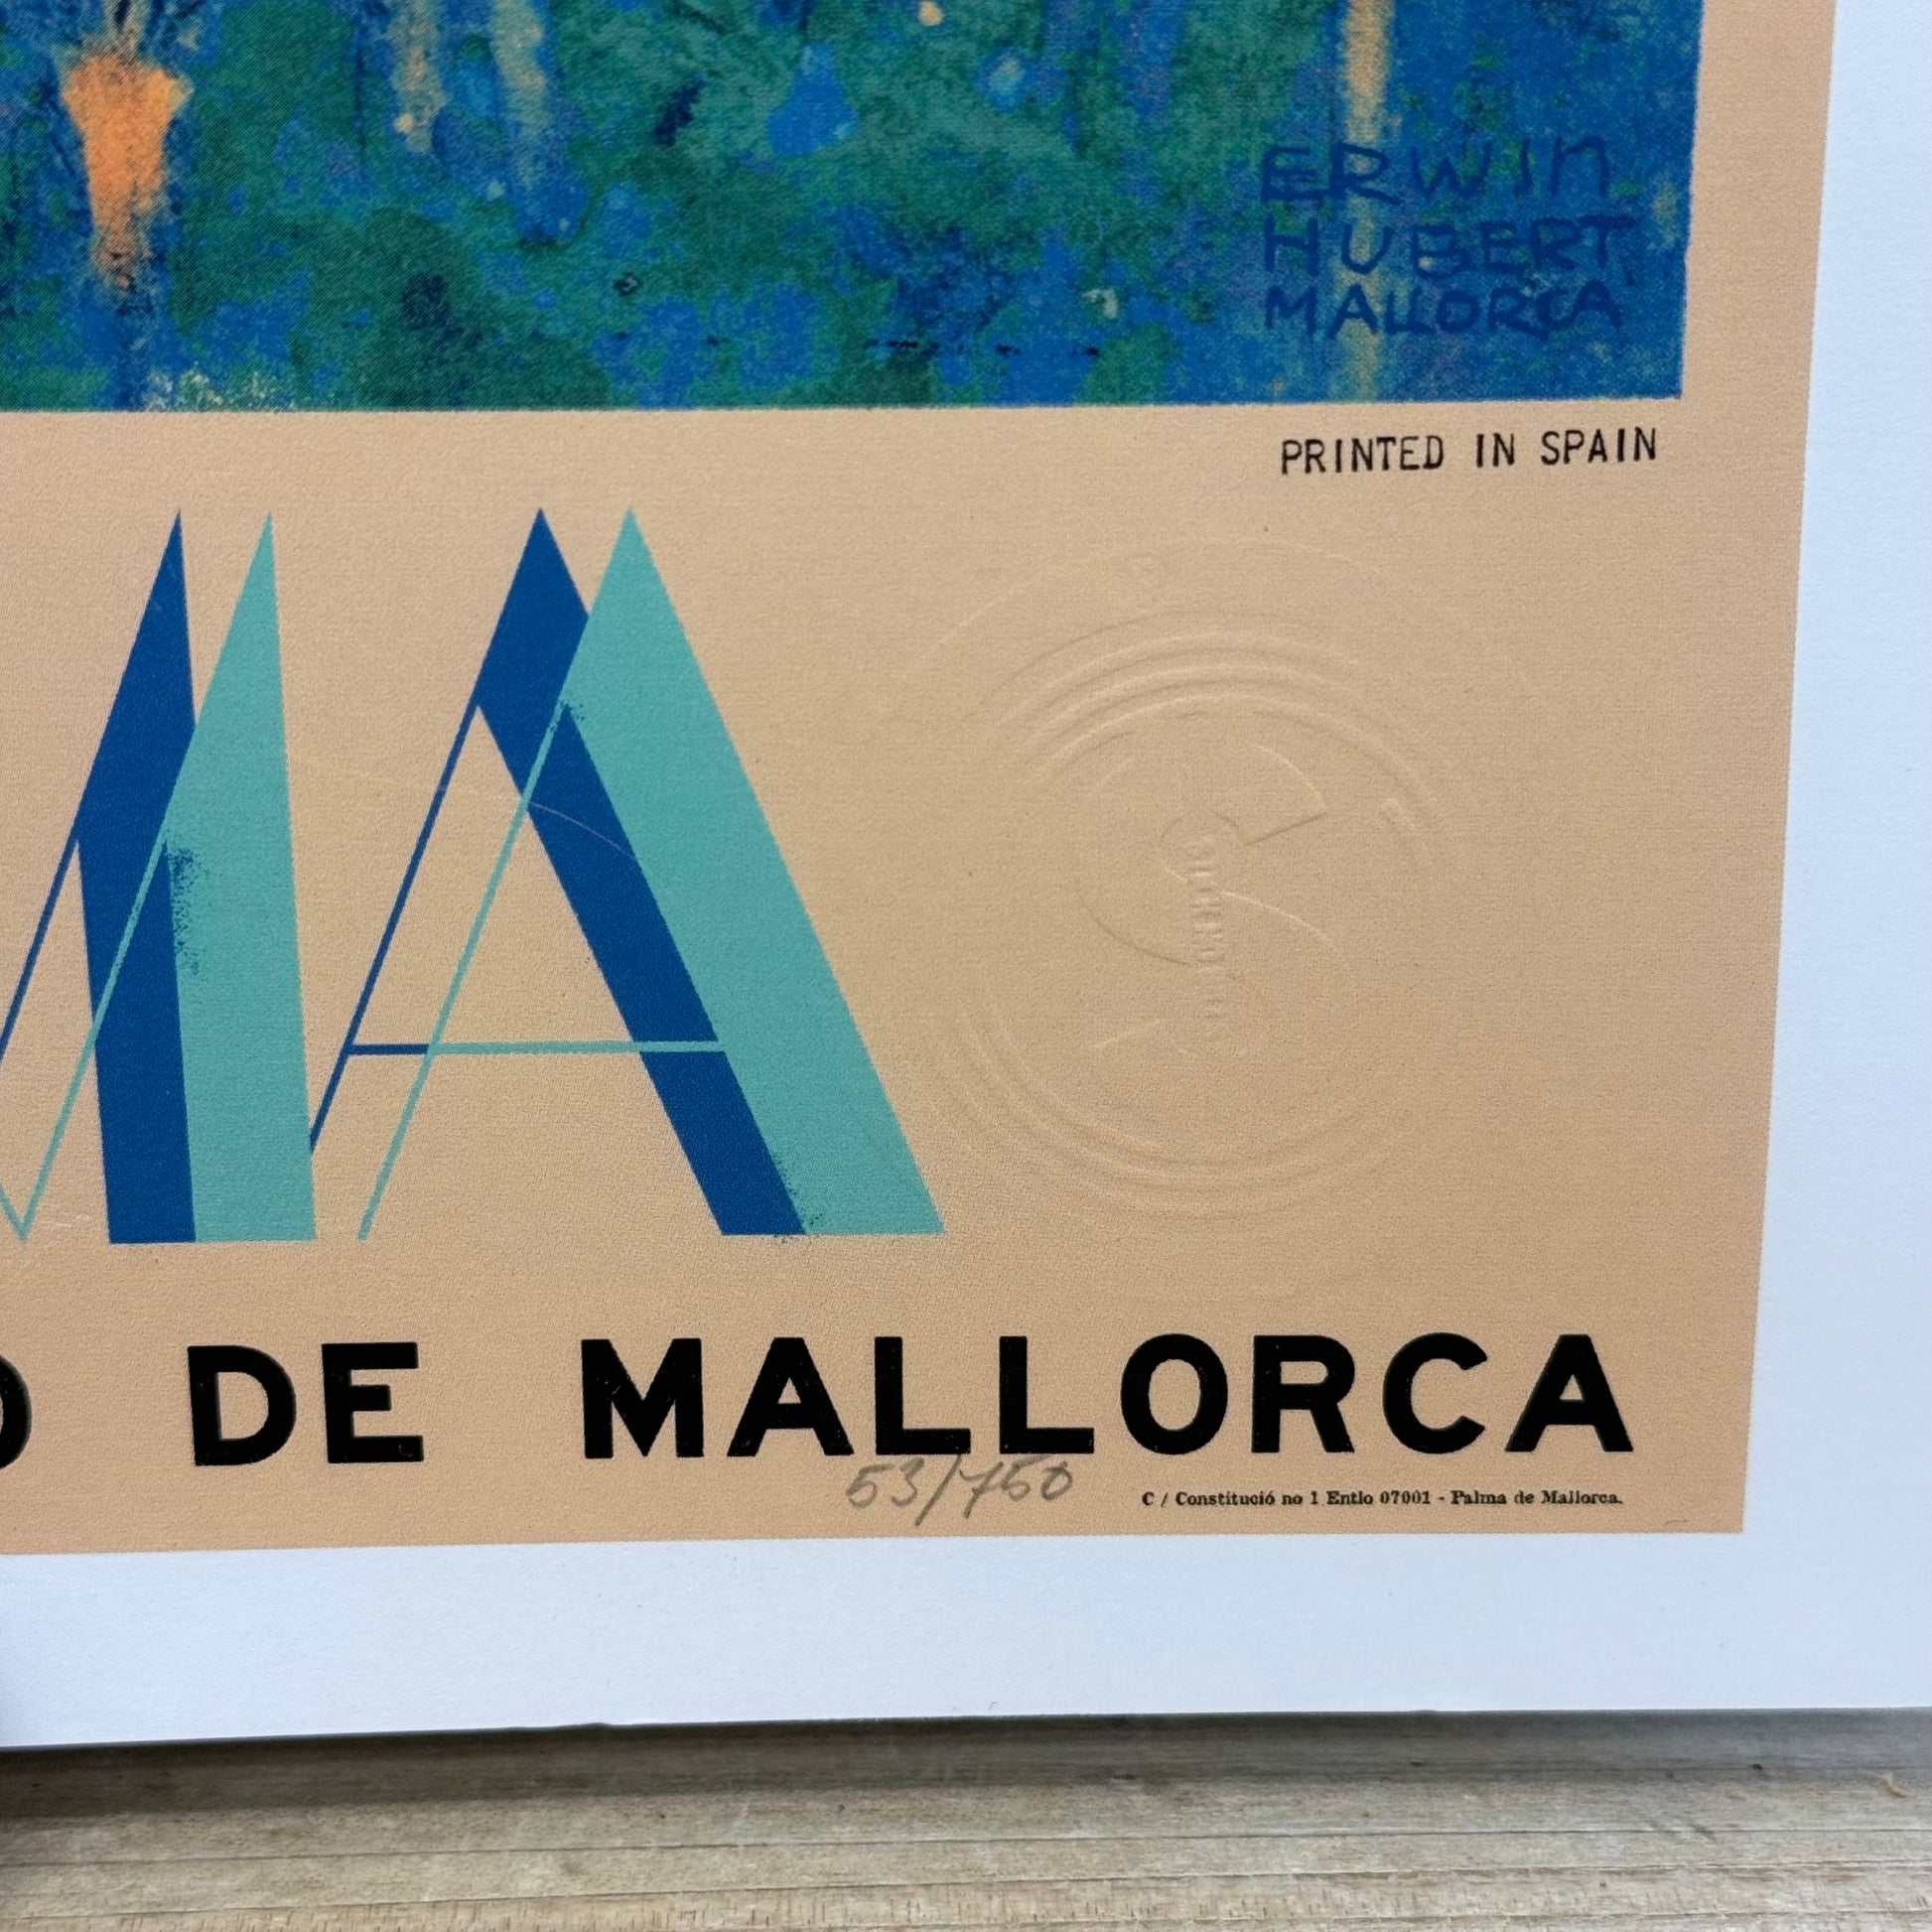 ERWIN
HUBERT
MALLORCA
PRINTED IN SPAIN
MA
DE MALLORCA
53/750
C / Constitució no 1 Entlo 07001 - Palma de Mallorca.